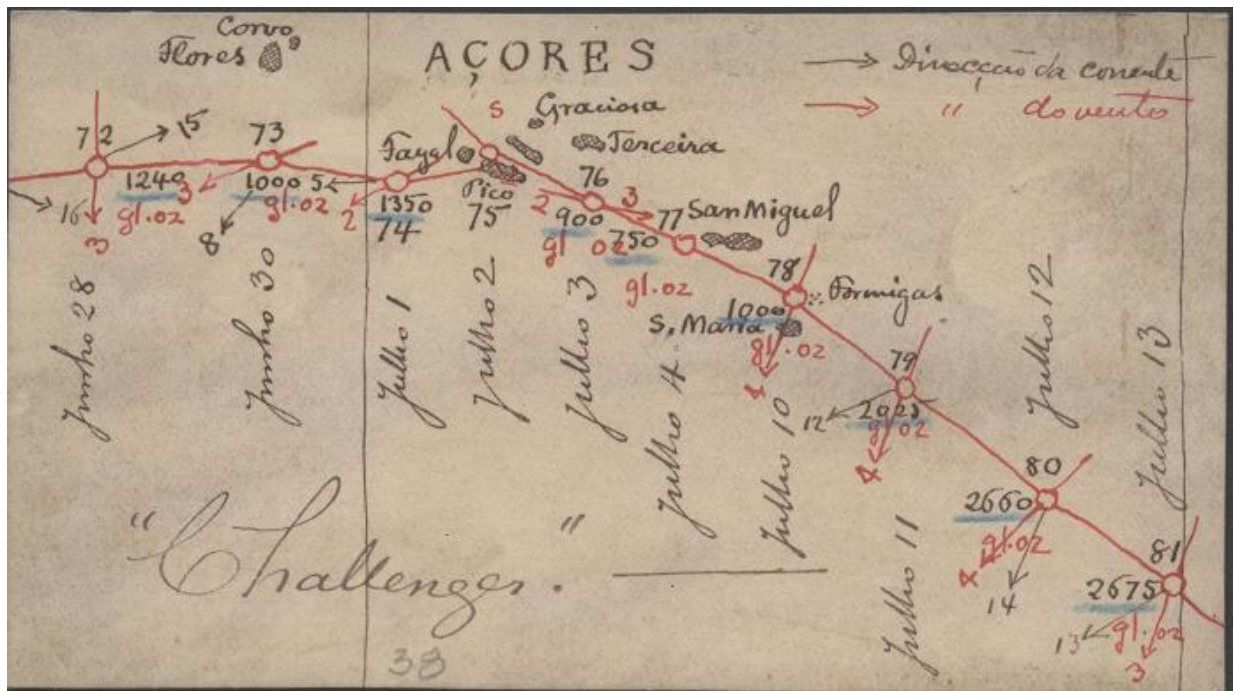 Corvo
Flores
AÇORES
Direcção da corrente
" do vento
S
Graciosa
Terceira
Fayal
Pico
San Miguel
Formigas
S. Maria
72
15
1240
gl.02
16
3
73
3
1000
gl.02
8
5
2
1350
74
75
76
2
3
900
gl 02
77
750
gl.02
78
1000
gl.02
4
79
12
2025
gl 02
4
80
2660
gl.02
4
14
81
2675
gl.02
13
3
Junho 28
Junho 30
Julho 1
Julho 2
Julho 3
Julho 4
Julho 10
Julho 11
Julho 12
Julho 13
"Challenger."
38